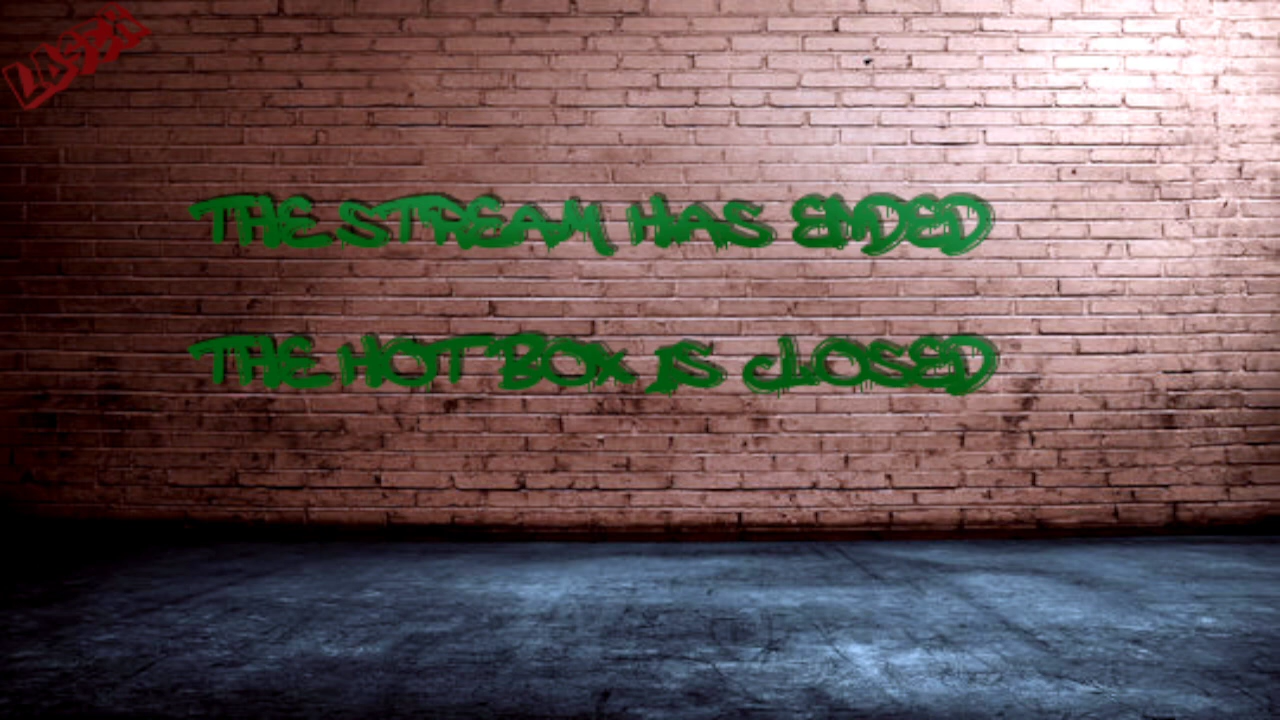 THE STREAM HAS ENDED
THE HOT BOX IS CLOSED